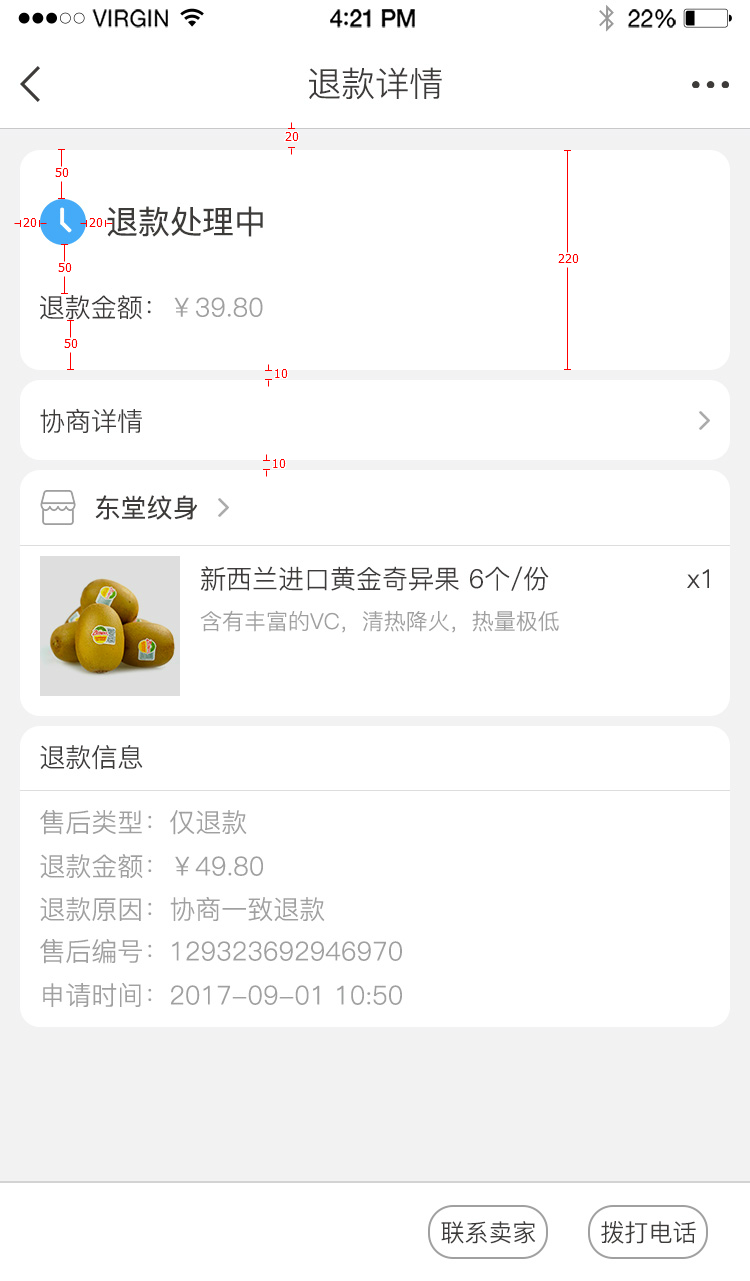 VIRGIN 4:21 PM 22%
退款详情
20
50
20 20 退款处理中
220
50
退款金额：￥39.80
50
10
协商详情
10
东堂纹身
新西兰进口黄金奇异果 6个/份 x1
含有丰富的VC，清热降火，热量极低
退款信息
售后类型：仅退款
退款金额：￥49.80
退款原因：协商一致退款
售后编号：129323692946970
申请时间：2017-09-01 10:50
联系卖家 拨打电话